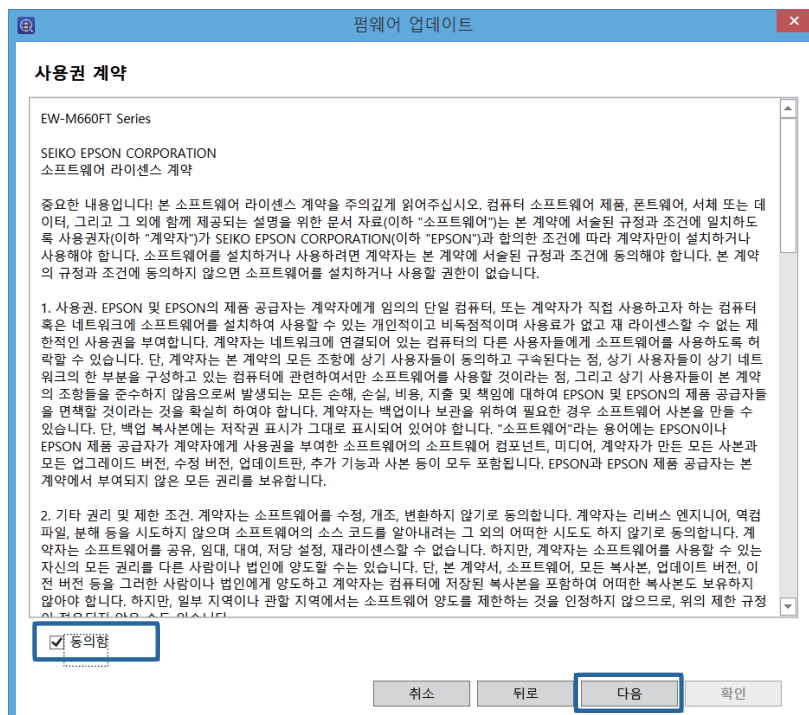 펌웨어 업데이트
사용권 계약
EW-M660FT Series
SEIKO EPSON CORPORATION
소프트웨어 라이센스 계약
중요한 내용입니다! 본 소프트웨어 라이센스 계약을 주의깊게 읽어주십시오. 컴퓨터 소프트웨어 제품, 폰트웨어, 서체 또는 데
이터, 그리고 그 외에 함께 제공되는 설명을 위한 문서 자료(이하 "소프트웨어")는 본 계약에 서술된 규정과 조건에 일치하도
록 사용권자(이하 "계약자")가 SEIKO EPSON CORPORATION(이하 "EPSON")과 합의한 조건에 따라 계약자만이 설치하거나
사용해야 합니다. 소프트웨어를 설치하거나 사용하려면 계약자는 본 계약에 서술된 규정과 조건에 동의해야 합니다. 본 계약
의 규정과 조건에 동의하지 않으면 소프트웨어를 설치하거나 사용할 권한이 없습니다.
1. 사용권. EPSON 및 EPSON의 제품 공급자는 계약자에게 임의의 단일 컴퓨터, 또는 계약자가 직접 사용하고자 하는 컴퓨터
혹은 네트워크에 소프트웨어를 설치하여 사용할 수 있는 개인적이고 비독점적이며 사용료가 없고 재 라이센스할 수 없는 제
한적인 사용권을 부여합니다. 계약자는 네트워크에 연결되어 있는 컴퓨터의 다른 사용자들에게 소프트웨어를 사용하도록 허
락할 수 있습니다. 단, 계약자는 본 계약의 모든 조항에 상기 사용자들이 동의하고 구속된다는 점, 상기 사용자들이 상기 네트
워크의 한 부분을 구성하고 있는 컴퓨터에 관련하여서만 소프트웨어를 사용할 것이라는 점, 그리고 상기 사용자들이 본 계약
의 조항들을 준수하지 않음으로써 발생되는 모든 손해, 손실, 비용, 지출 및 책임에 대하여 EPSON 및 EPSON의 제품 공급자들
을 면책할 것이라는 것을 확실히 하여야 합니다. 계약자는 백업이나 보관을 위하여 필요한 경우 소프트웨어 사본을 만들 수
있습니다. 단, 백업 복사본에는 저작권 표시가 그대로 표시되어 있어야 합니다. "소프트웨어"라는 용어에는 EPSON이나
EPSON 제품 공급자가 계약자에게 사용권을 부여한 소프트웨어의 소프트웨어 컴포넌트, 미디어, 계약자가 만든 모든 사본과
모든 업그레이드 버전, 수정 버전, 업데이트판, 추가 기능과 사본 등이 모두 포함됩니다. EPSON과 EPSON 제품 공급자는 본
계약에서 부여되지 않은 모든 권리를 보유합니다.
2. 기타 권리 및 제한 조건. 계약자는 소프트웨어를 수정, 개조, 변환하지 않기로 동의합니다. 계약자는 리버스 엔지니어, 역컴
파일, 분해 등을 시도하지 않으며 소프트웨어의 소스 코드를 알아내려는 그 외의 어떠한 시도도 하지 않기로 동의합니다. 계
약자는 소프트웨어를 공유, 임대, 대여, 저당 설정, 재라이센스할 수 없습니다. 하지만, 계약자는 소프트웨어를 사용할 수 있는
자신의 모든 권리를 다른 사람이나 법인에 양도할 수는 있습니다. 단, 본 계약서, 소프트웨어, 모든 복사본, 업데이트 버전, 이
전 버전 등을 그러한 사람이나 법인에게 양도하고 계약자는 컴퓨터에 저장된 복사본을 포함하여 어떠한 복사본도 보유하지
않아야 합니다. 하지만, 일부 지역이나 관할 지역에서는 소프트웨어 양도를 제한하는 것을 인정하지 않으므로, 위의 제한 규정
동의함
취소 뒤로 다음 확인